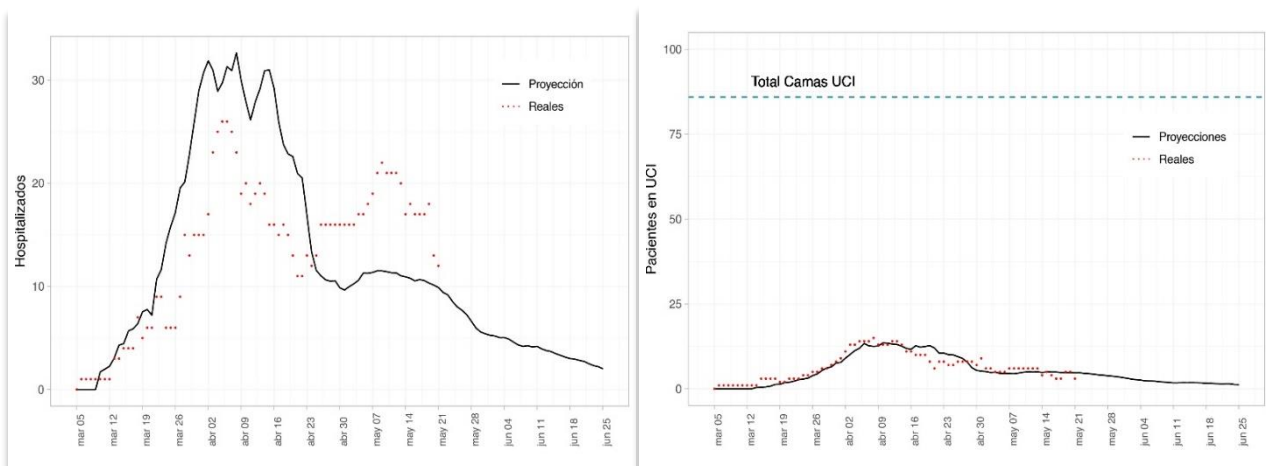 Hospitalizados
30
20
10
0
Proyección
Reales
mar 05
mar 12
mar 19
mar 26
abr 02
abr 09
abr 16
abr 23
abr 30
may 07
may 14
may 21
may 28
jun 04
jun 11
jun 18
jun 25
Pacientes en UCI
100
75
50
25
0
Total Camas UCI
Proyecciones
Reales
mar 05
mar 12
mar 19
mar 26
abr 02
abr 09
abr 16
abr 23
abr 30
may 07
may 14
may 21
may 28
jun 04
jun 11
jun 18
jun 25